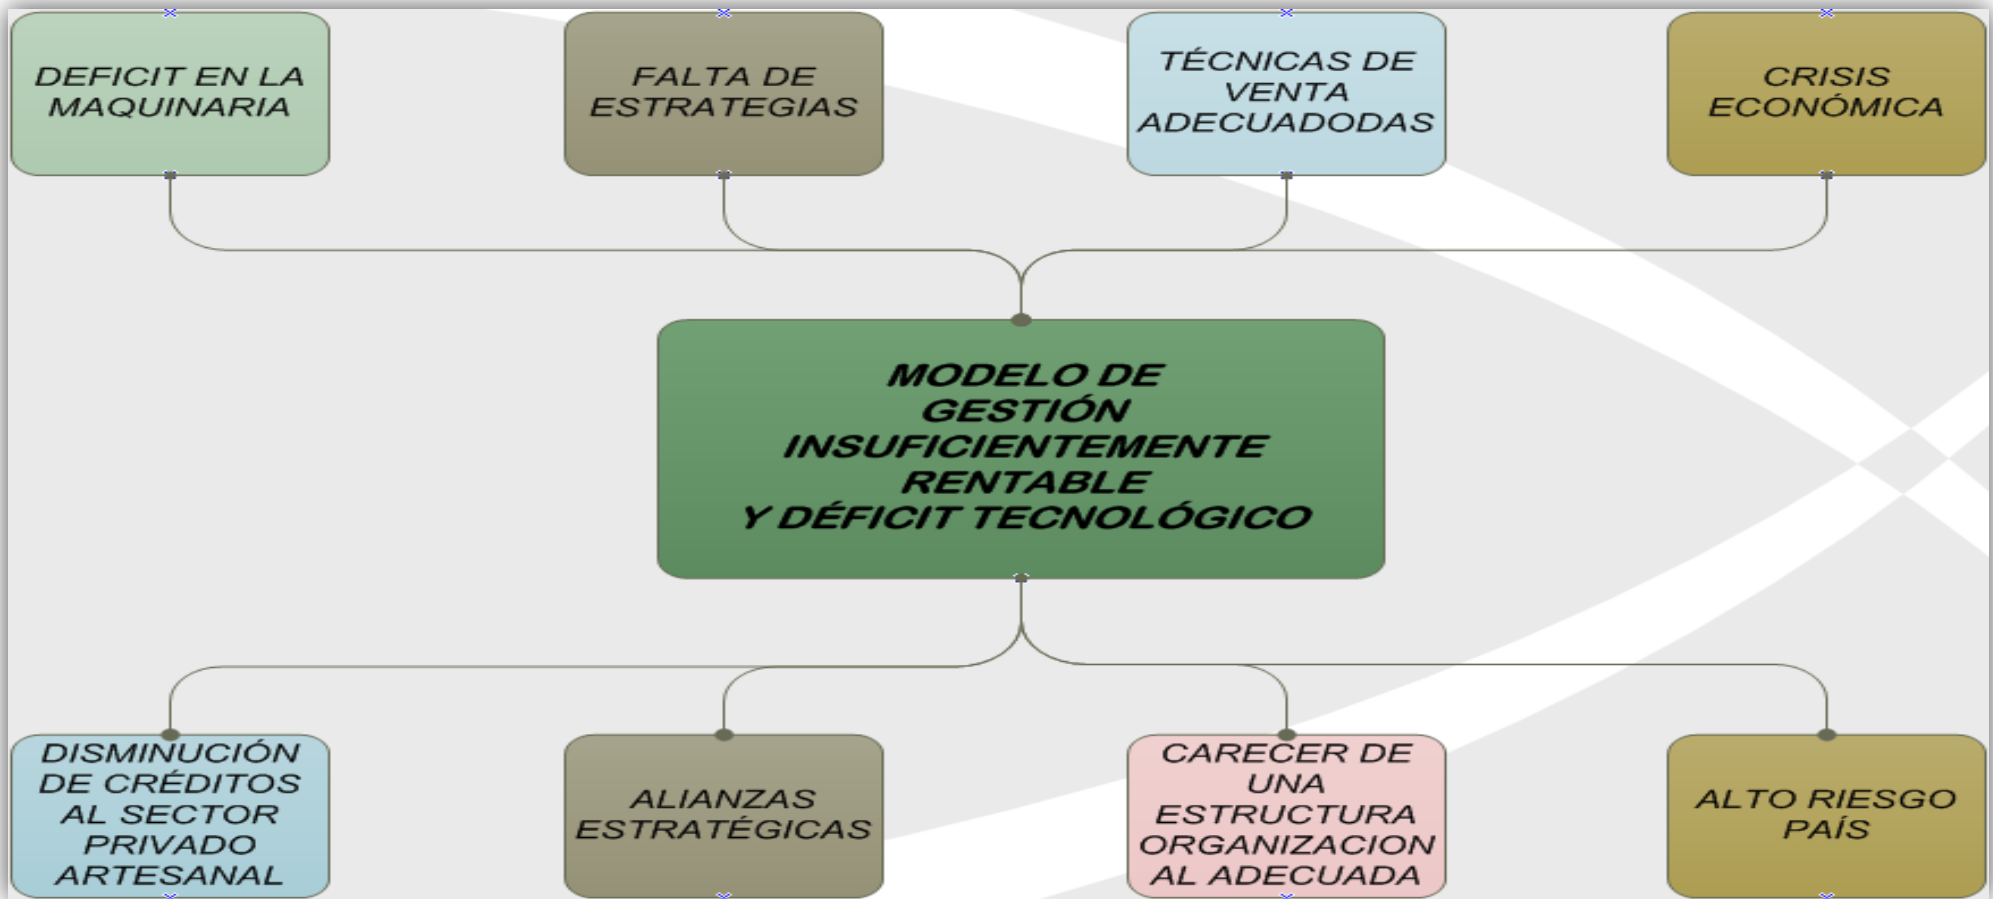 DEFICIT EN LA
MAQUINARIA
FALTA DE
ESTRATEGIAS
TÉCNICAS DE
VENTA
ADECUADODAS
CRISIS
ECONÓMICA
MODELO DE
GESTIÓN
INSUFICIENTEMENTE
RENTABLE
Y DÉFICIT TECNOLÓGICO
DISMINUCIÓN
DE CRÉDITOS
AL SECTOR
PRIVADO
ARTESANAL
ALIANZAS
ESTRATÉGICAS
CARECER DE
UNA
ESTRUCTURA
ORGANIZACION
AL ADECUADA
ALTO RIESGO
PAÍS